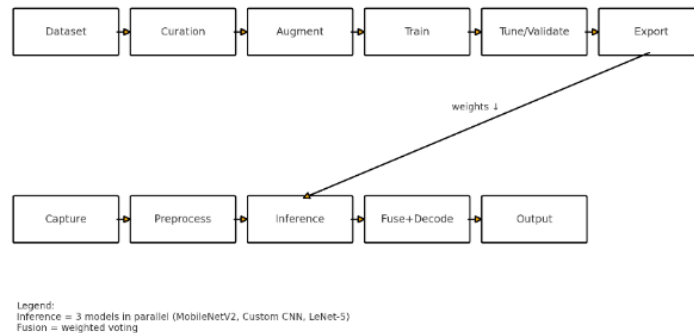 Dataset
Curation
Augment
Train
Tune/Validate
Export
weights ↓
Capture
Preprocess
Inference
Fuse+Decode
Output
Legend:
Inference = 3 models in parallel (MobileNetV2, Custom CNN, LeNet-5)
Fusion = weighted voting